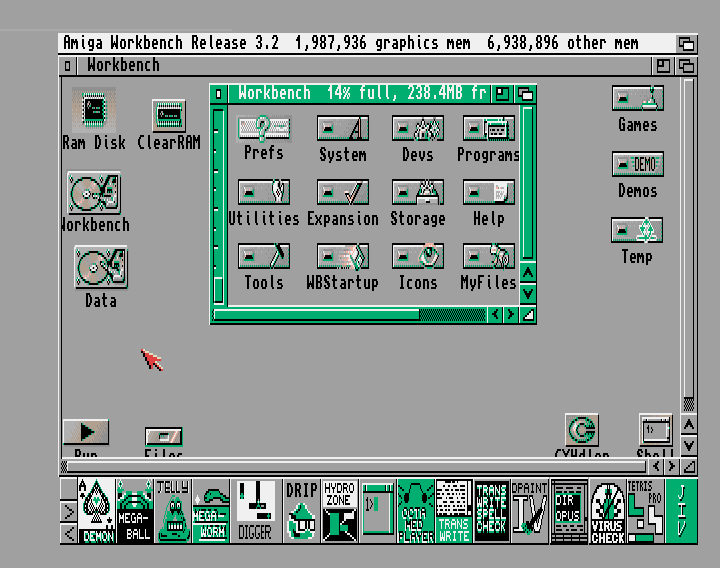 Amiga Workbench Release 3.2 1,987,936 graphics mem 6,938,896 other mem
Workbench
Workbench 14% full, 238.4MB fr
Ram Disk
ClearRAM
Prefs
System
Devs
Programs
Games
Utilities
Expansion
Storage
Help
DEMO
Demos
Workbench
Tools
WBStartup
Icons
MyFiles
Temp
Data
Run
Files
Shell
DEMON
MEGA-
BALL
JELLY
MEGA-
WORM
DIGGER
DRIP
HYDRO
ZONE
OCTA
MED
PLAYER
TRANS
WRITE
TRANS
WRITE
SPELL
CHECK
DPAINT
DIR
OPUS
VIRUS
CHECK
TETRIS
PRO